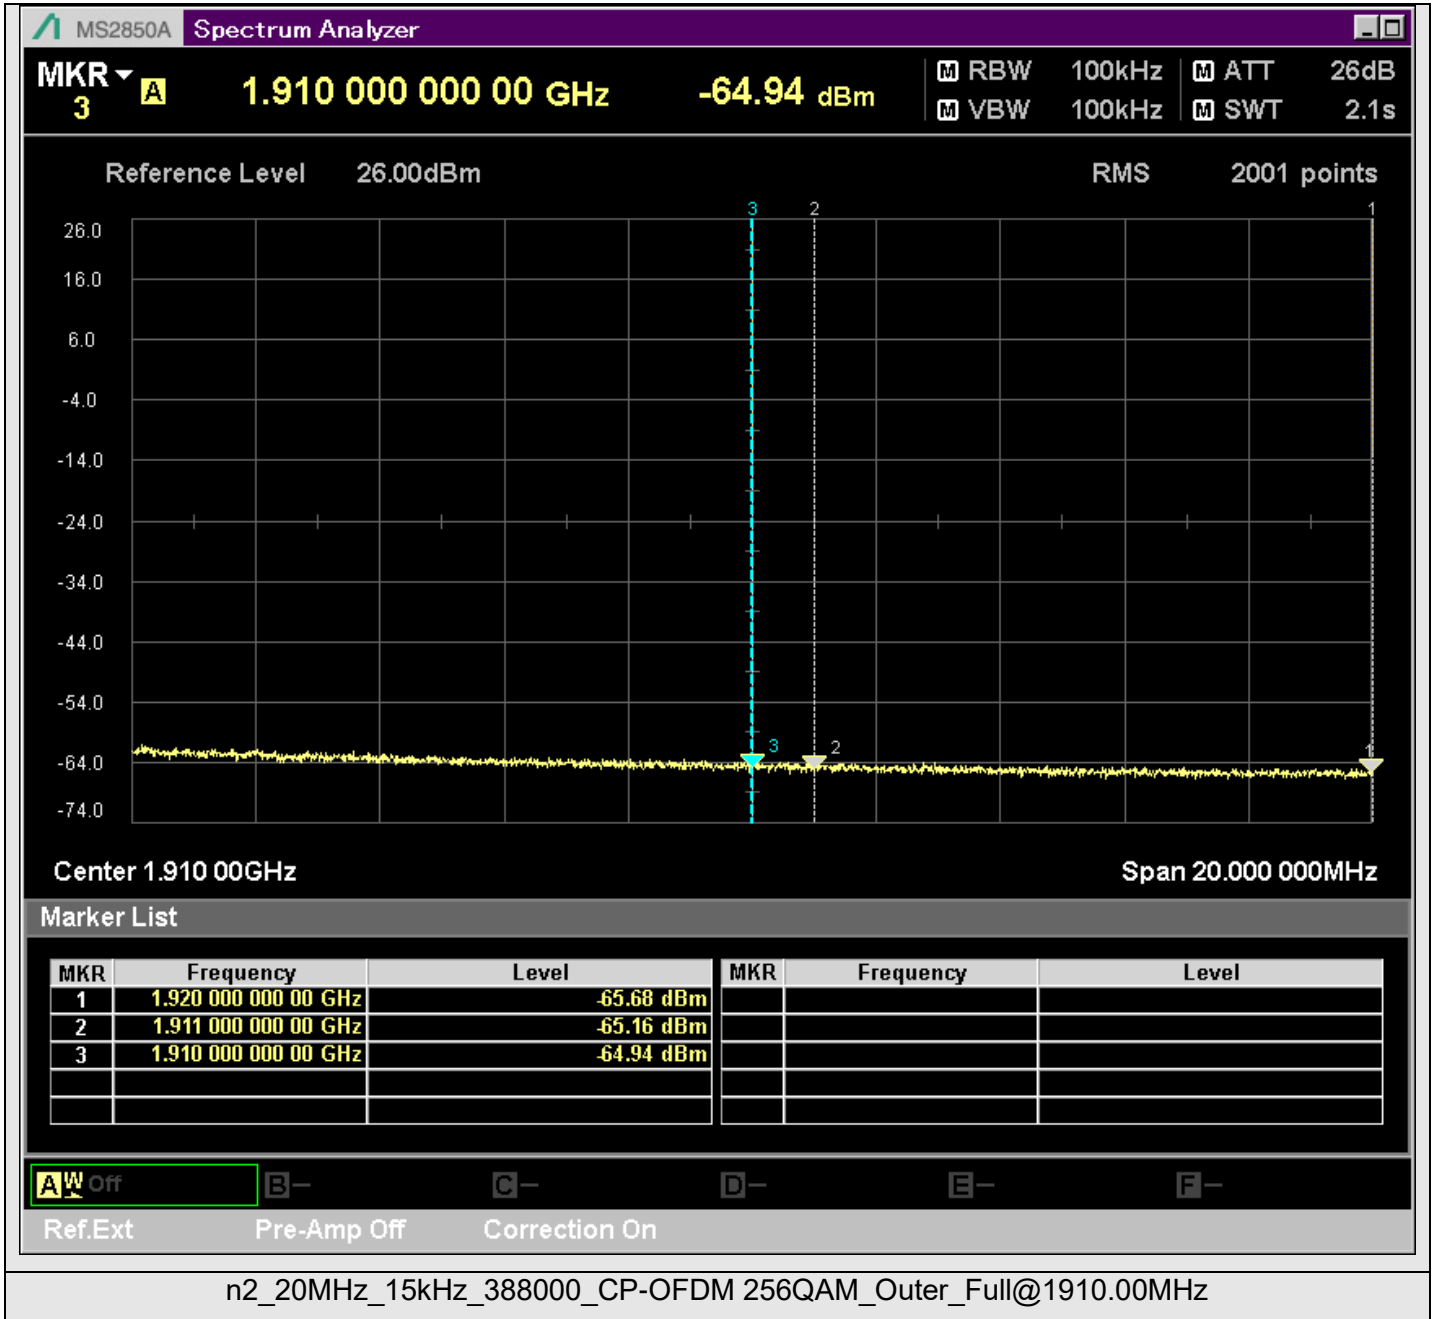 MS2850A Spectrum Analyzer
MKR A 1.910 000 000 00 GHz -64.94 dBm M RBW 100kHz M ATT 26dB
3 M VBW 100kHz M SWT 2.1s
Reference Level 26.00dBm RMS 2001 points
3 2 1
26.0
16.0
6.0
-4.0
-14.0
-24.0
-34.0
-44.0
-54.0
3 2 1
-64.0
-74.0
Center 1.910 00GHz Span 20.000 000MHz
Marker List
MKR Frequency Level MKR Frequency Level
1 1.920 000 000 00 GHz -65.68 dBm
2 1.911 000 000 00 GHz -65.16 dBm
3 1.910 000 000 00 GHz -64.94 dBm
A W Off B – C – D – E – F –
Ref.Ext Pre-Amp Off Correction On
n2_20MHz_15kHz_388000_CP-OFDM 256QAM_Outer_Full@1910.00MHz